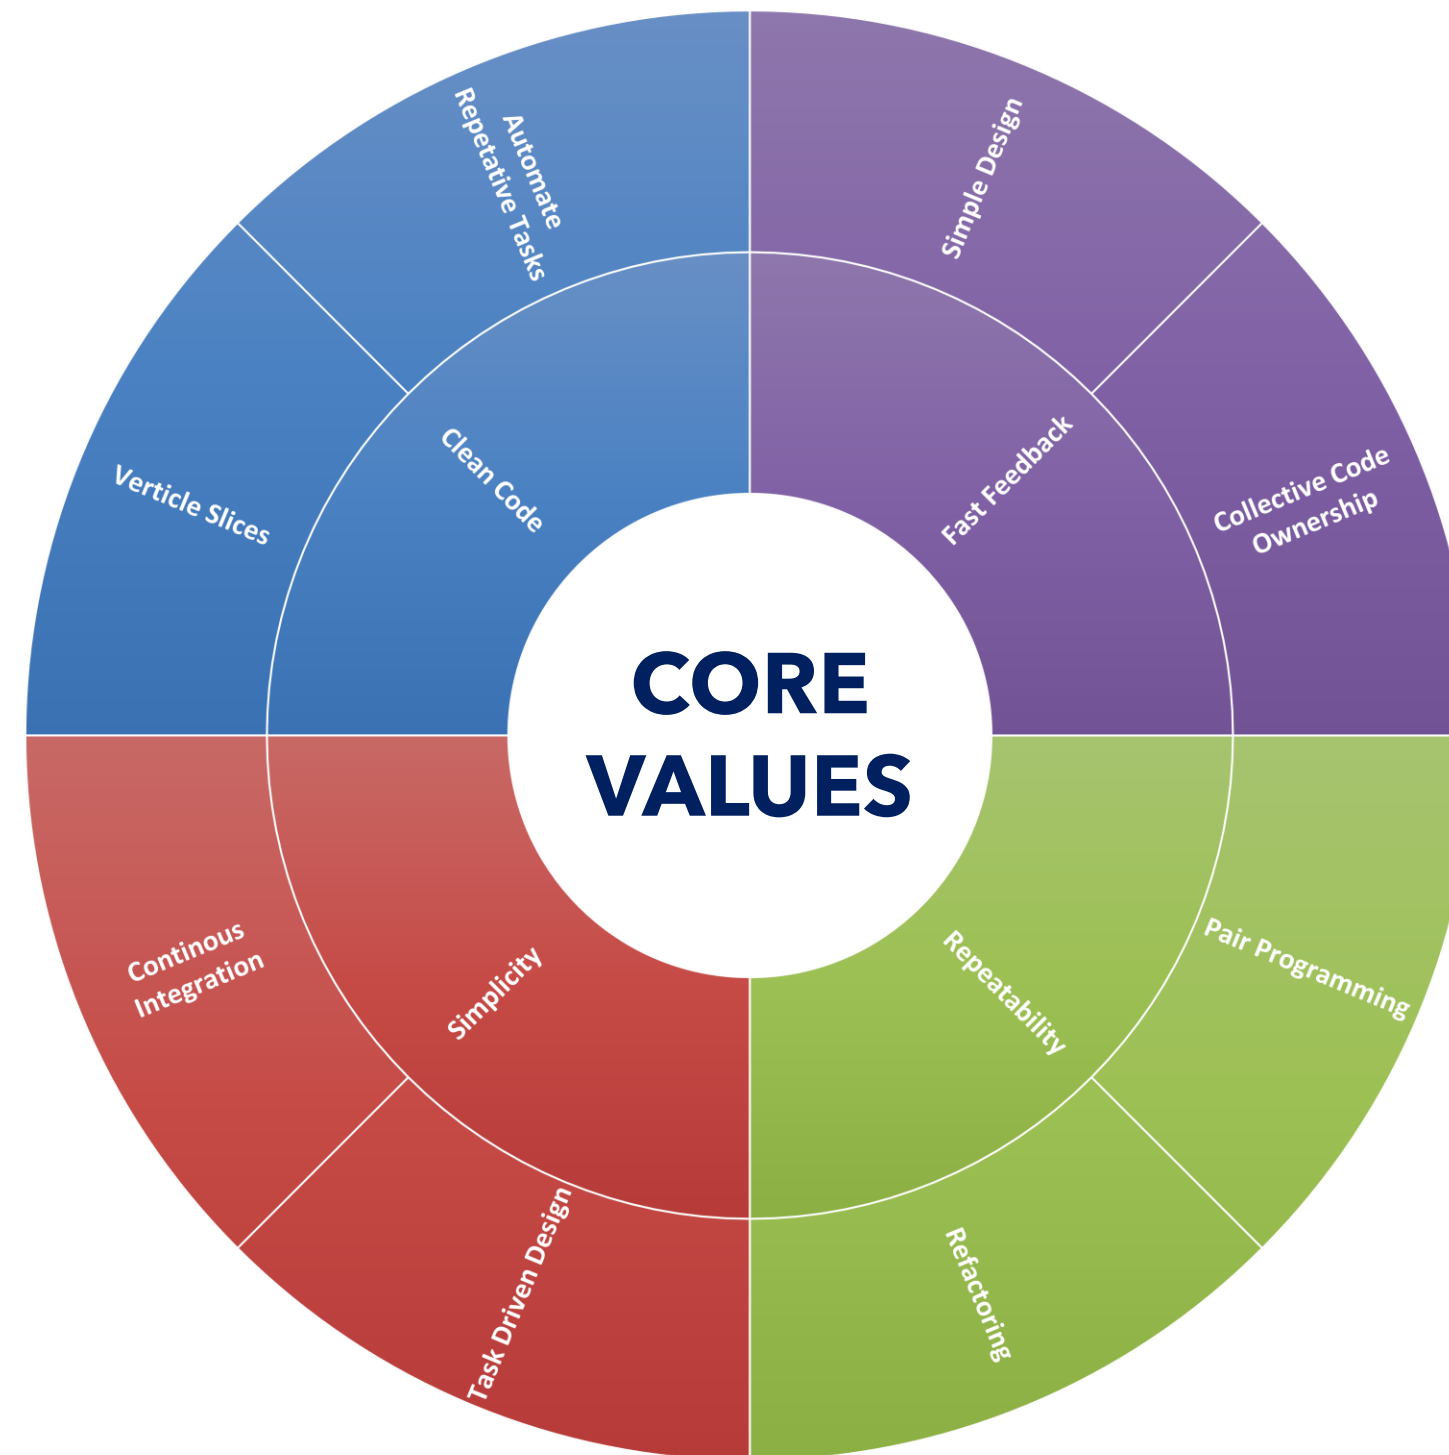 CORE
VALUES
Fast Feedback
Simple Design
Collective Code
Ownership
Repeatability
Pair Programming
Refactoring
Simplicity
Task Driven Design
Continous
Integration
Clean Code
Verticle Slices
Automate
Repetative Tasks